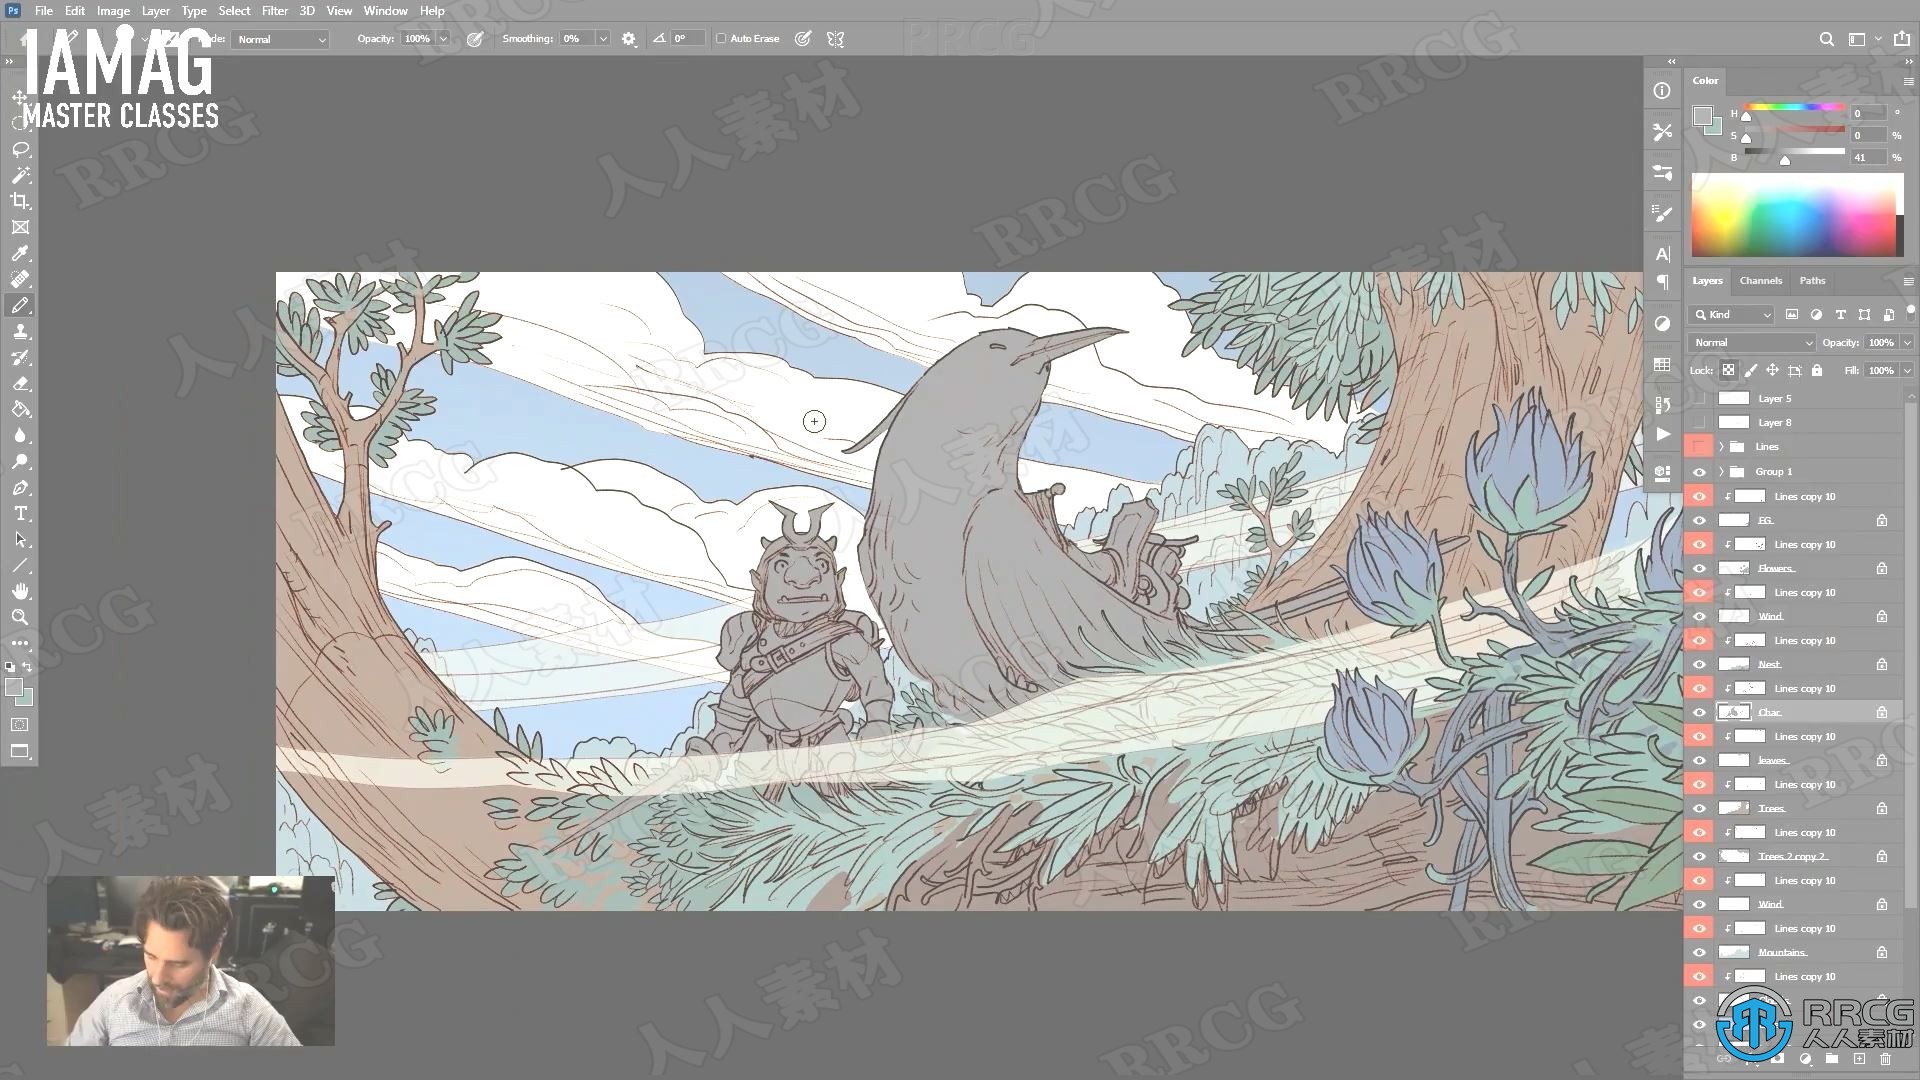 Ps File Edit Image Layer Type Select Filter 3D View Window Help
Mode: Normal Opacity: 100% Smoothing: 0% 0° Auto Erase
IAMAG
MASTER CLASSES
Color
H 0 °
S 0 %
B 41 %
Layers Channels Paths
Kind
Normal Opacity: 100%
Lock: Fill: 100%
Layer 5
Layer 8
Lines
Group 1
Lines copy 10
FG
Lines copy 10
Flowers
Lines copy 10
Wind
Lines copy 10
Nest
Lines copy 10
Char
Lines copy 10
leaves
Lines copy 10
Trees
Lines copy 10
Trees 2 copy 2
Lines copy 10
Wind
Lines copy 10
Mountains
Lines copy 10
RRCG
人人素材